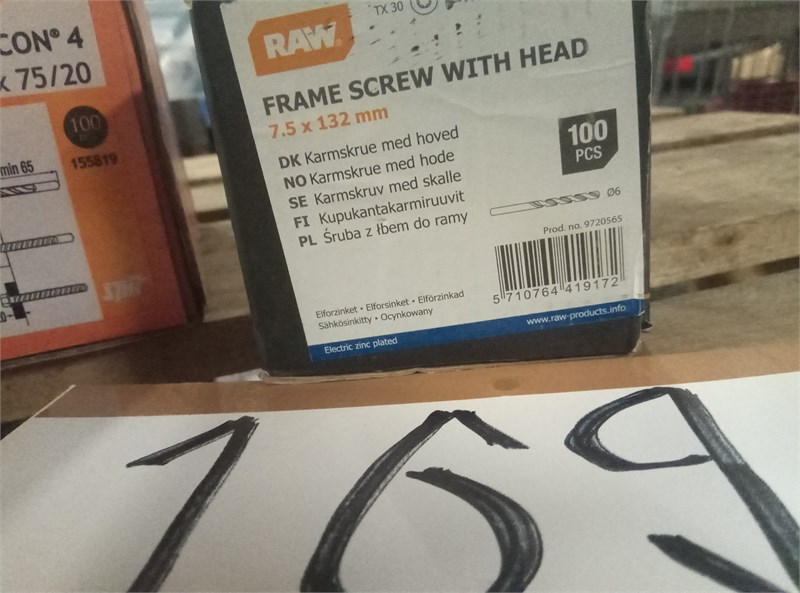 CON® 4
x 75/20
100
155819
min 65
TX 30
RAW®
FRAME SCREW WITH HEAD
7.5 x 132 mm
100
PCS
DK Karmskrue med hoved
NO Karmskrue med hode
SE Karmskruv med skalle
FI Kupukantakarmiruuvit
PL Śruba z łbem do ramy
Ø6
Prod. no. 9720565
5 710764 419172
Elforzinket • Elforsinket • Elförzinkad
Sähkösinkitty • Ocynkowany
Electric zinc plated
www.raw-products.info
169